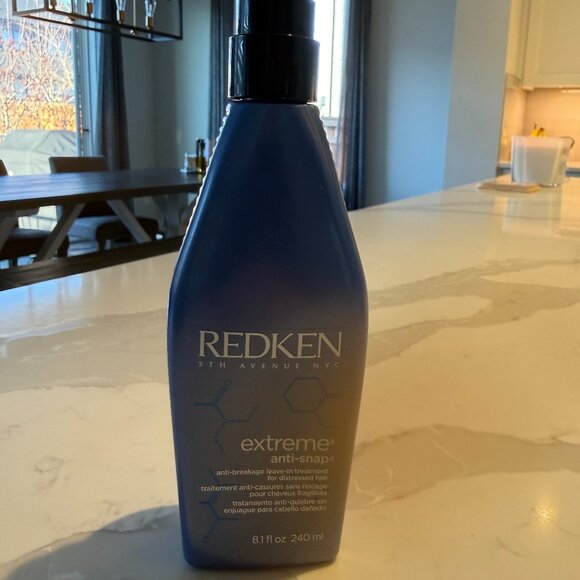 REDKEN
5TH AVENUE NYC
extreme®
anti-snap
anti-breakage leave-in treatment
for distressed hair
traitement anti-cassures sans rinçage
pour cheveux fragilisés
tratamiento anti-quiebre sin
enjuague para cabello dañado
8.1 fl oz 240 ml